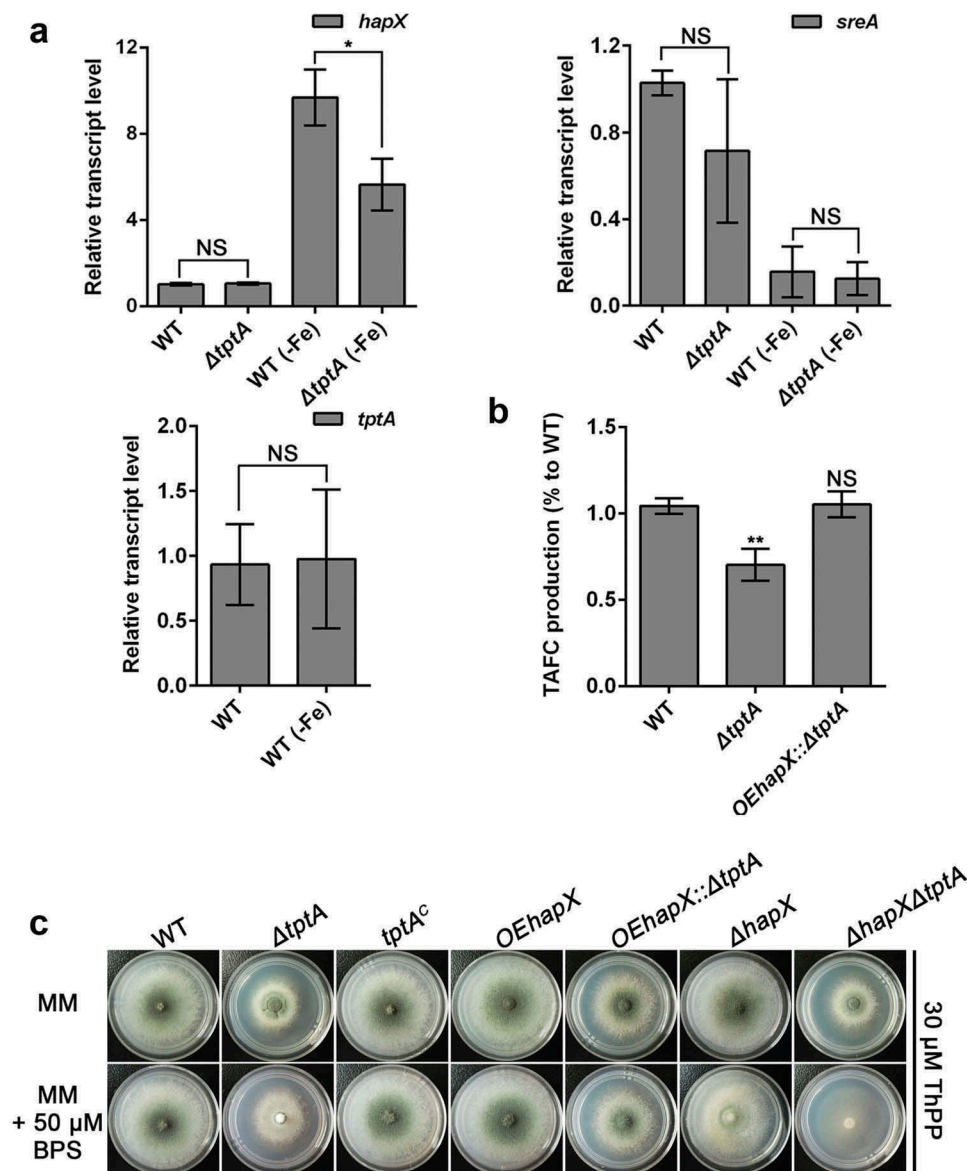 a
hapX
Relative transcript level
12
8
4
0
NS
*
WT
ΔtptA
WT (-Fe)
ΔtptA (-Fe)
sreA
Relative transcript level
1.2
0.8
0.4
0.0
NS
NS
WT
ΔtptA
WT (-Fe)
ΔtptA (-Fe)
tptA
Relative transcript level
2.0
1.5
1.0
0.5
0.0
NS
WT
WT (-Fe)
b
TAFC production (% to WT)
1.5
1.0
0.5
0.0
**
NS
WT
ΔtptA
OEhapX::ΔtptA
c
WT
ΔtptA
tptAᶜ
OEhapX
OEhapX::ΔtptA
ΔhapX
ΔhapXΔtptA
MM
MM
+ 50 μM
BPS
30 μM ThPP